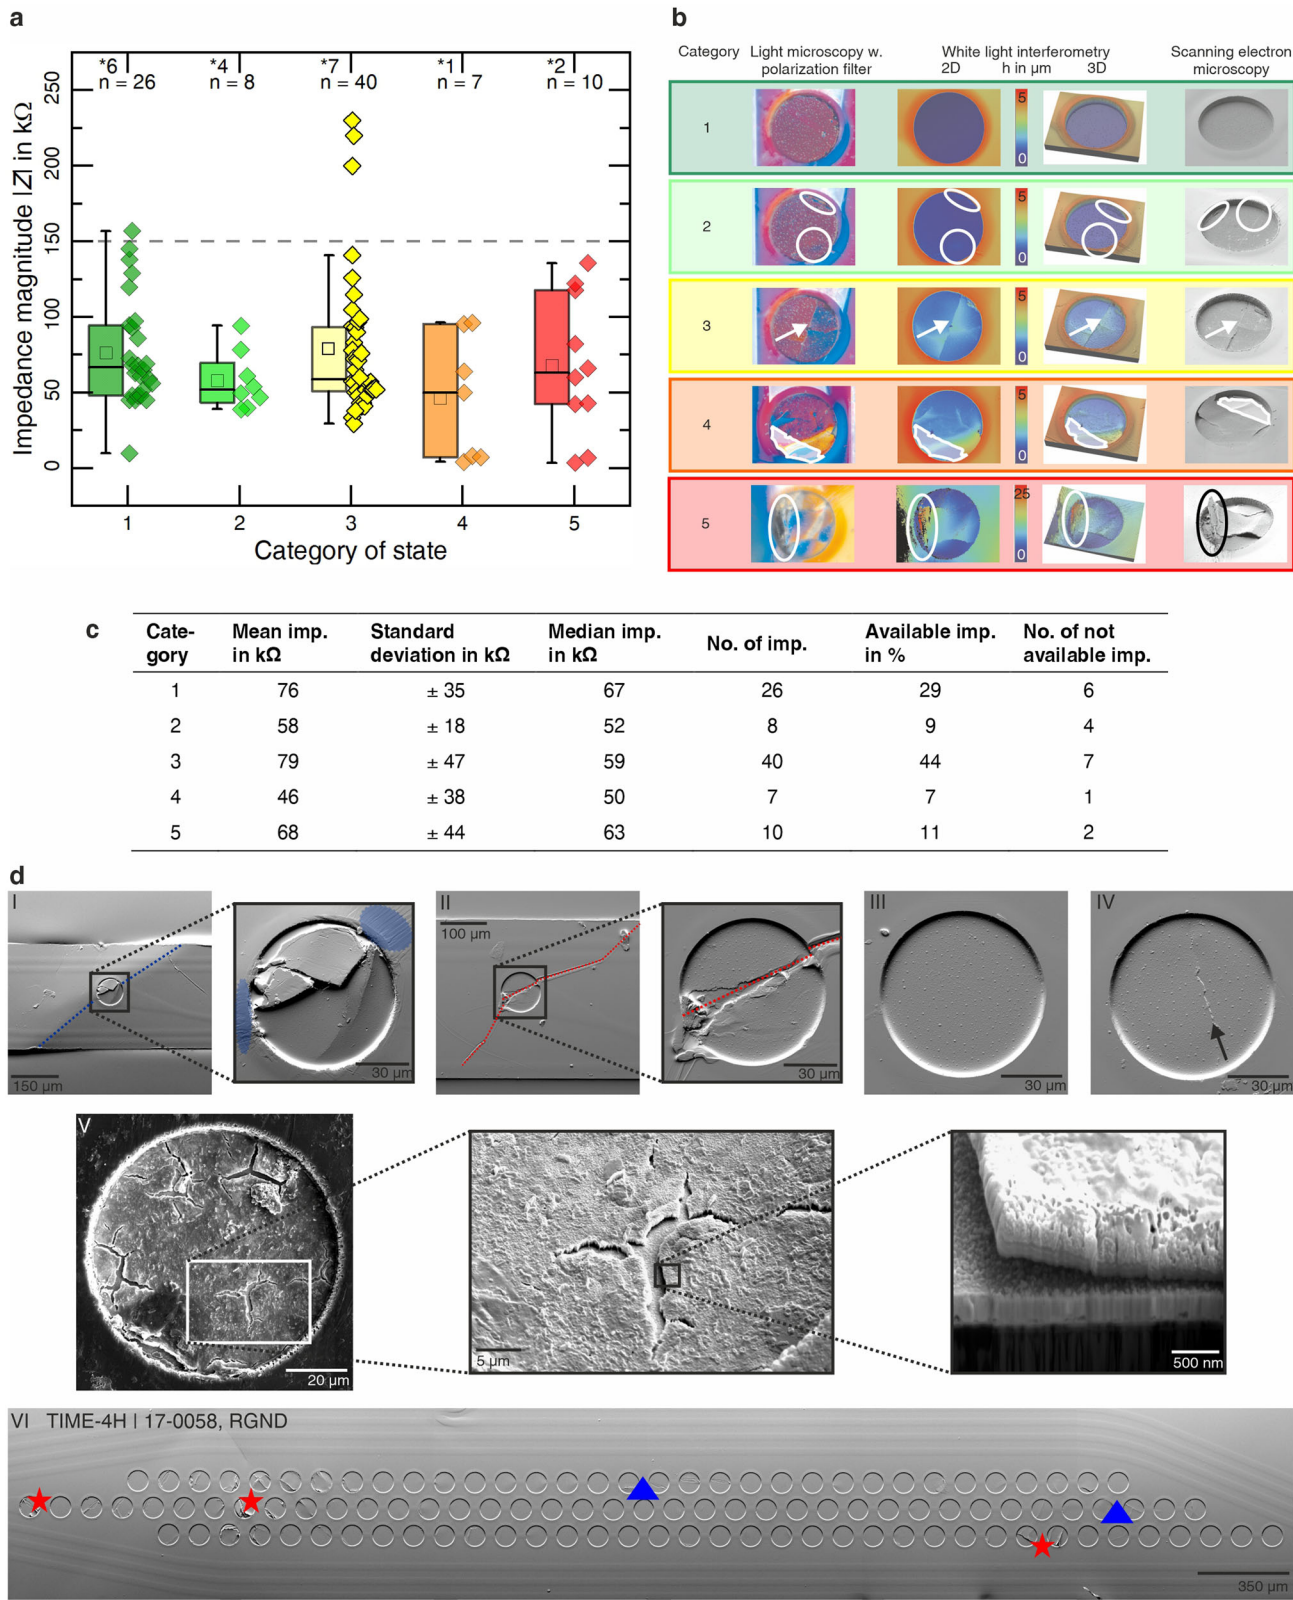 a
*6 *4 *7 *1 *2
n = 26 n = 8 n = 40 n = 7 n = 10
Impedance magnitude |Z| in kΩ
250
200
150
100
50
0
1 2 3 4 5
Category of state
b
Category
Light microscopy w.
polarization filter
White light interferometry
2D h in µm 3D
Scanning electron
microscopy
1
5
0
2
5
0
3
5
0
4
5
0
5
25
0
c
Cate-
gory
Mean imp.
in kΩ
Standard
deviation in kΩ
Median imp.
in kΩ
No. of imp.
Available imp.
in %
No. of not
available imp.
1 76 ± 35 67 26 29 6
2 58 ± 18 52 8 9 4
3 79 ± 47 59 40 44 7
4 46 ± 38 50 7 7 1
5 68 ± 44 63 10 11 2
d
I
150 µm
30 µm
II
100 µm
30 µm
III
30 µm
IV
30 µm
V
20 µm
5 µm
500 nm
VI TIME-4H | 17-0058, RGND
350 µm